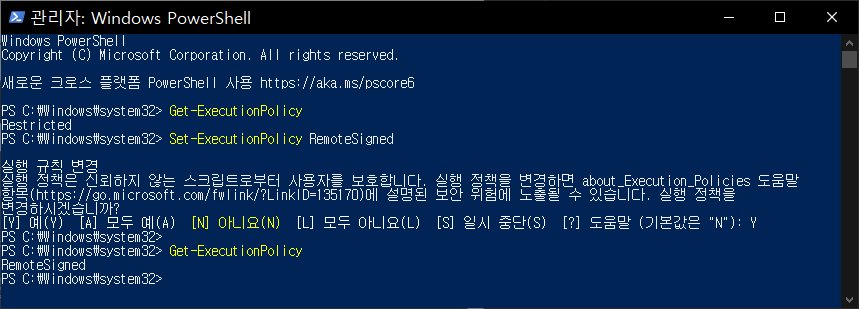 관리자: Windows PowerShell
Windows PowerShell
Copyright (C) Microsoft Corporation. All rights reserved.
새로운 크로스 플랫폼 PowerShell 사용 https://aka.ms/pscore6
PS C:₩Windows₩system32> Get-ExecutionPolicy
Restricted
PS C:₩Windows₩system32> Set-ExecutionPolicy RemoteSigned
실행 규칙 변경
실행 정책은 신뢰하지 않는 스크립트로부터 사용자를 보호합니다. 실행 정책을 변경하면 about_Execution_Policies 도움말
항목(https://go.microsoft.com/fwlink/?LinkID=135170)에 설명된 보안 위험에 노출될 수 있습니다. 실행 정책을
변경하시겠습니까?
[Y] 예(Y)  [A] 모두 예(A)  [N] 아니요(N)  [L] 모두 아니요(L)  [S] 일시 중단(S)  [?] 도움말 (기본값은 "N"): Y
PS C:₩Windows₩system32>
PS C:₩Windows₩system32> Get-ExecutionPolicy
RemoteSigned
PS C:₩Windows₩system32>